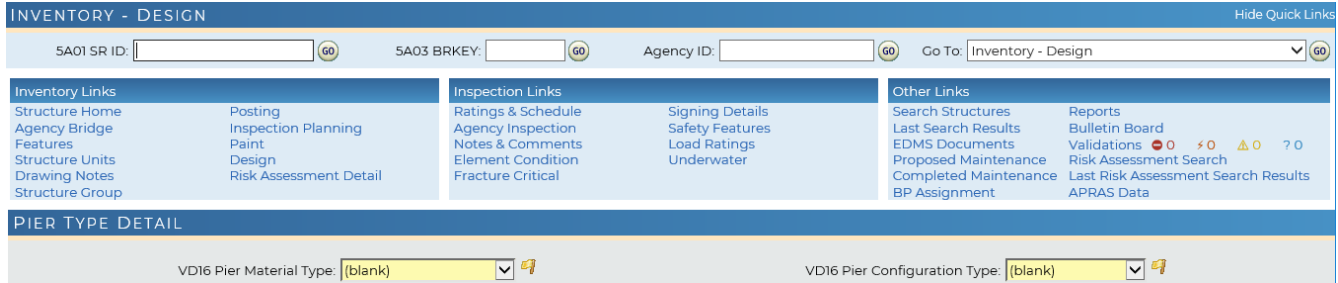 INVENTORY - DESIGN Hide Quick Links
5A01 SR ID: GO 5A03 BRKEY: GO Agency ID: GO Go To: Inventory - Design GO
Inventory Links Inspection Links Other Links
Structure Home Posting Ratings & Schedule Signing Details Search Structures Reports
Agency Bridge Inspection Planning Agency Inspection Safety Features Last Search Results Bulletin Board
Features Paint Notes & Comments Load Ratings EDMS Documents Validations 0 0 0 ? 0
Structure Units Design Element Condition Underwater Proposed Maintenance Risk Assessment Search
Drawing Notes Risk Assessment Detail Fracture Critical Completed Maintenance Last Risk Assessment Search Results
Structure Group BP Assignment APRAS Data
PIER TYPE DETAIL
VD16 Pier Material Type: (blank) VD16 Pier Configuration Type: (blank)